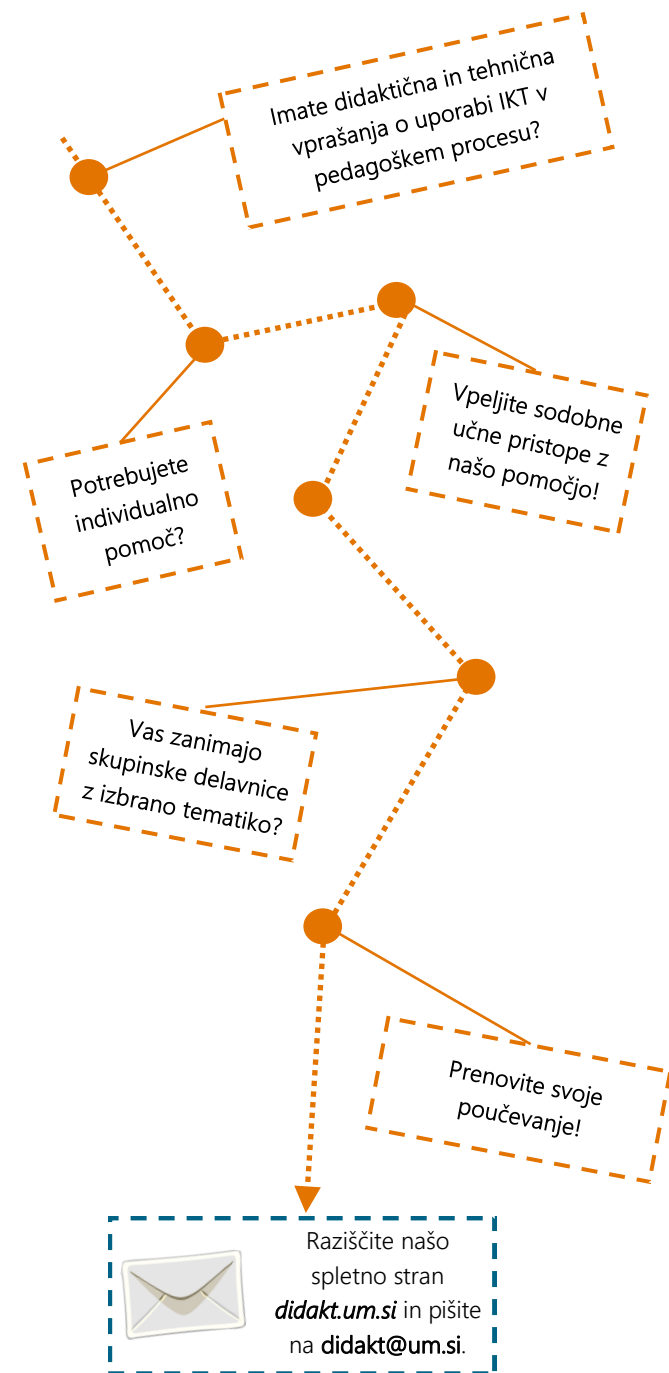 Imate didaktična in tehnična
vprašanja o uporabi IKT v
pedagoškem procesu?
Vpeljite sodobne
učne pristope z
našo pomočjo!
Potrebujete
individualno
pomoč?
Vas zanimajo
skupinske delavnice
z izbrano tematiko?
Prenovite svoje
poučevanje!
Raziščite našo
spletno stran
didakt.um.si in pišite
na didakt@um.si.